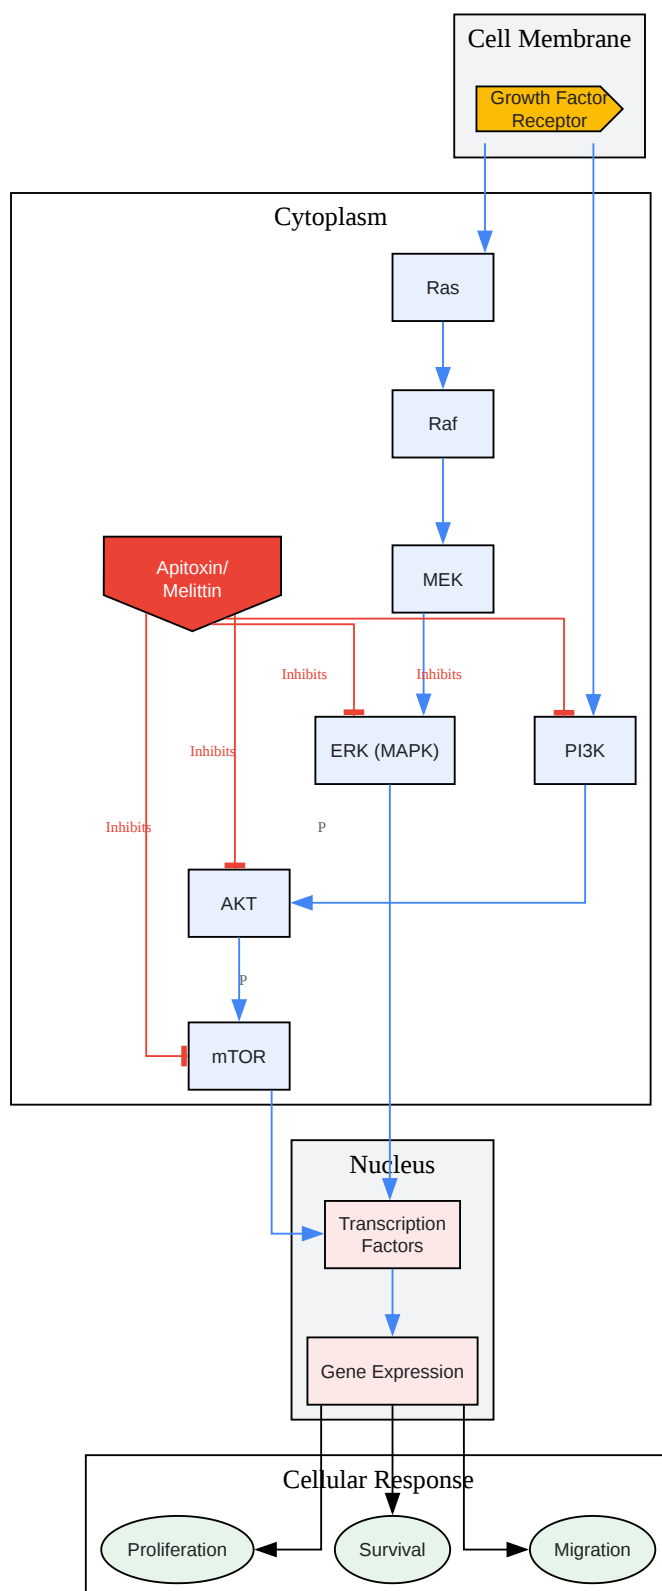 Cell Membrane
Growth Factor
Receptor
Cytoplasm
Ras
Raf
Apitoxin/
Melittin
MEK
Inhibits
Inhibits
Inhibits
ERK (MAPK)
PI3K
Inhibits
P
AKT
P
mTOR
Nucleus
Transcription
Factors
Gene Expression
Cellular Response
Proliferation
Survival
Migration